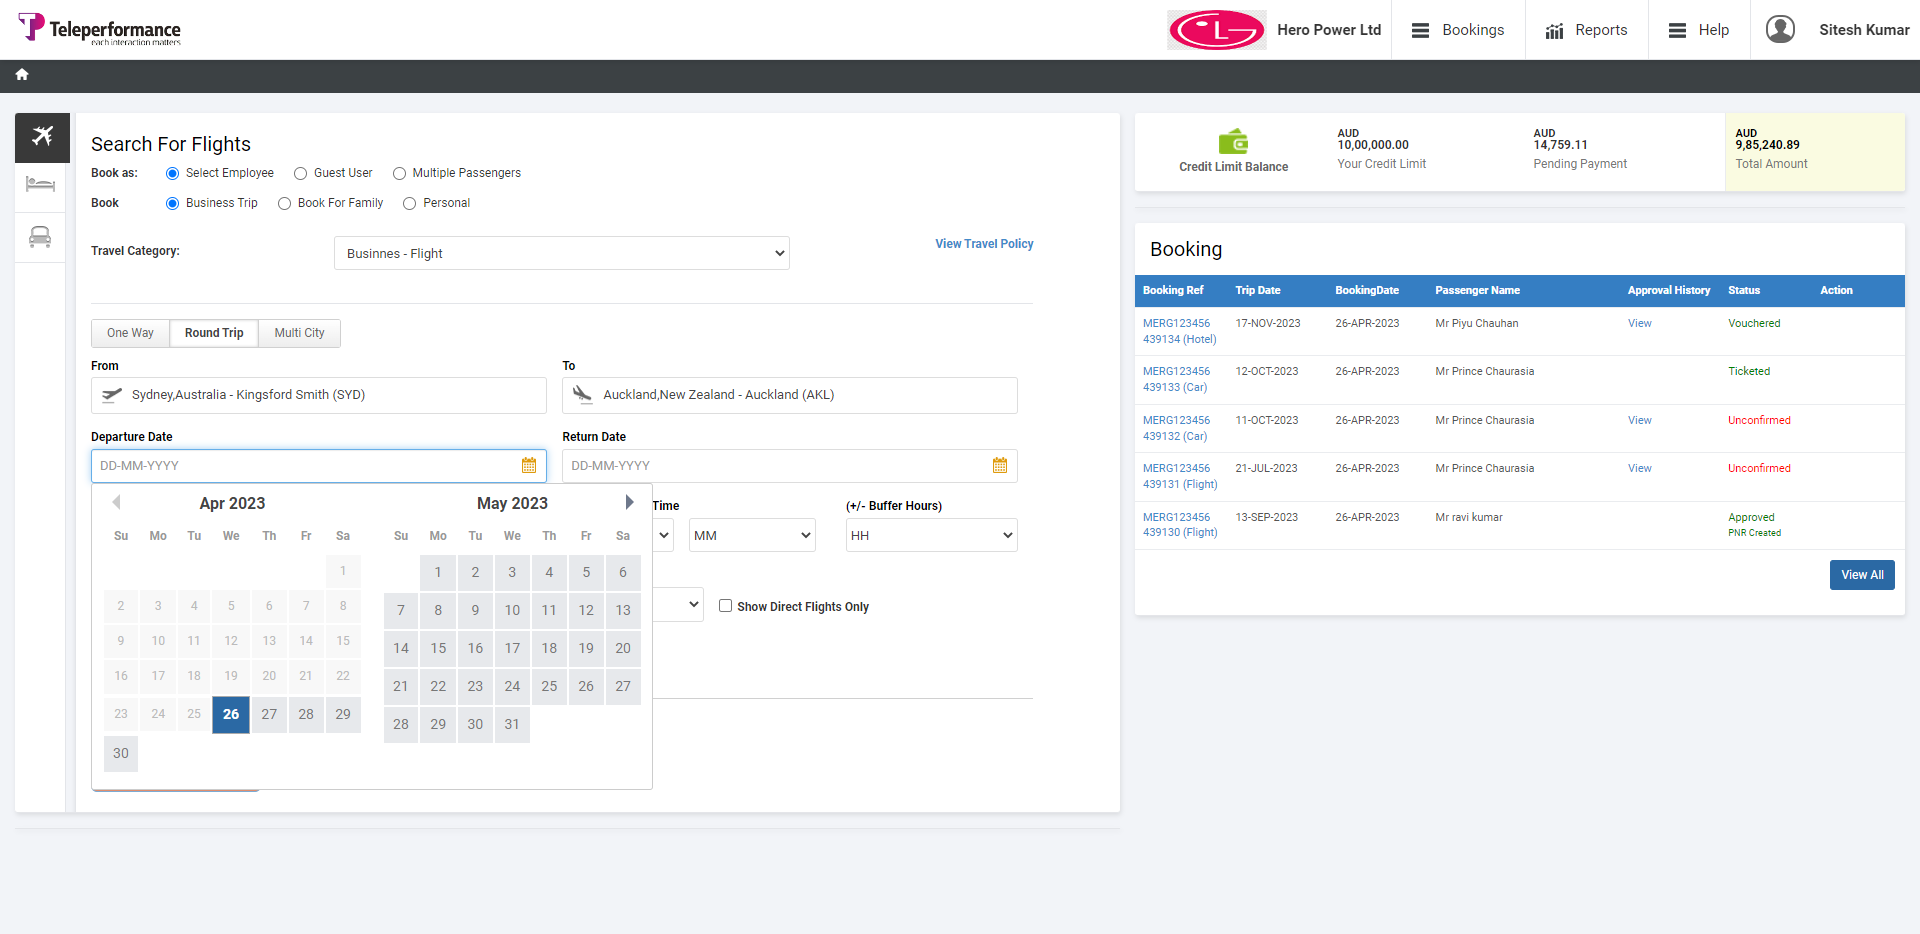 Teleperformance
each interaction matters
LG
Hero Power Ltd
Bookings
Reports
Help
Sitesh Kumar
Search For Flights
Book as: Select Employee Guest User Multiple Passengers
Book Business Trip Book For Family Personal
Travel Category: Businnes - Flight View Travel Policy
One Way Round Trip Multi City
From To
Sydney,Australia - Kingsford Smith (SYD) Auckland,New Zealand - Auckland (AKL)
Departure Date Return Date
DD-MM-YYYY DD-MM-YYYY
Time (+/- Buffer Hours)
MM HH
Show Direct Flights Only
Apr 2023
Su Mo Tu We Th Fr Sa
1
2 3 4 5 6 7 8
9 10 11 12 13 14 15
16 17 18 19 20 21 22
23 24 25 26 27 28 29
30
May 2023
Su Mo Tu We Th Fr Sa
1 2 3 4 5 6
7 8 9 10 11 12 13
14 15 16 17 18 19 20
21 22 23 24 25 26 27
28 29 30 31
Credit Limit Balance
AUD
10,00,000.00
Your Credit Limit
AUD
14,759.11
Pending Payment
AUD
9,85,240.89
Total Amount
Booking
Booking Ref Trip Date BookingDate Passenger Name Approval History Status Action
MERG123456 17-NOV-2023 26-APR-2023 Mr Piyu Chauhan View Vouchered
439134 (Hotel)
MERG123456 12-OCT-2023 26-APR-2023 Mr Prince Chaurasia Ticketed
439133 (Car)
MERG123456 11-OCT-2023 26-APR-2023 Mr Prince Chaurasia View Unconfirmed
439132 (Car)
MERG123456 21-JUL-2023 26-APR-2023 Mr Prince Chaurasia View Unconfirmed
439131 (Flight)
MERG123456 13-SEP-2023 26-APR-2023 Mr ravi kumar Approved
439130 (Flight) PNR Created
View All